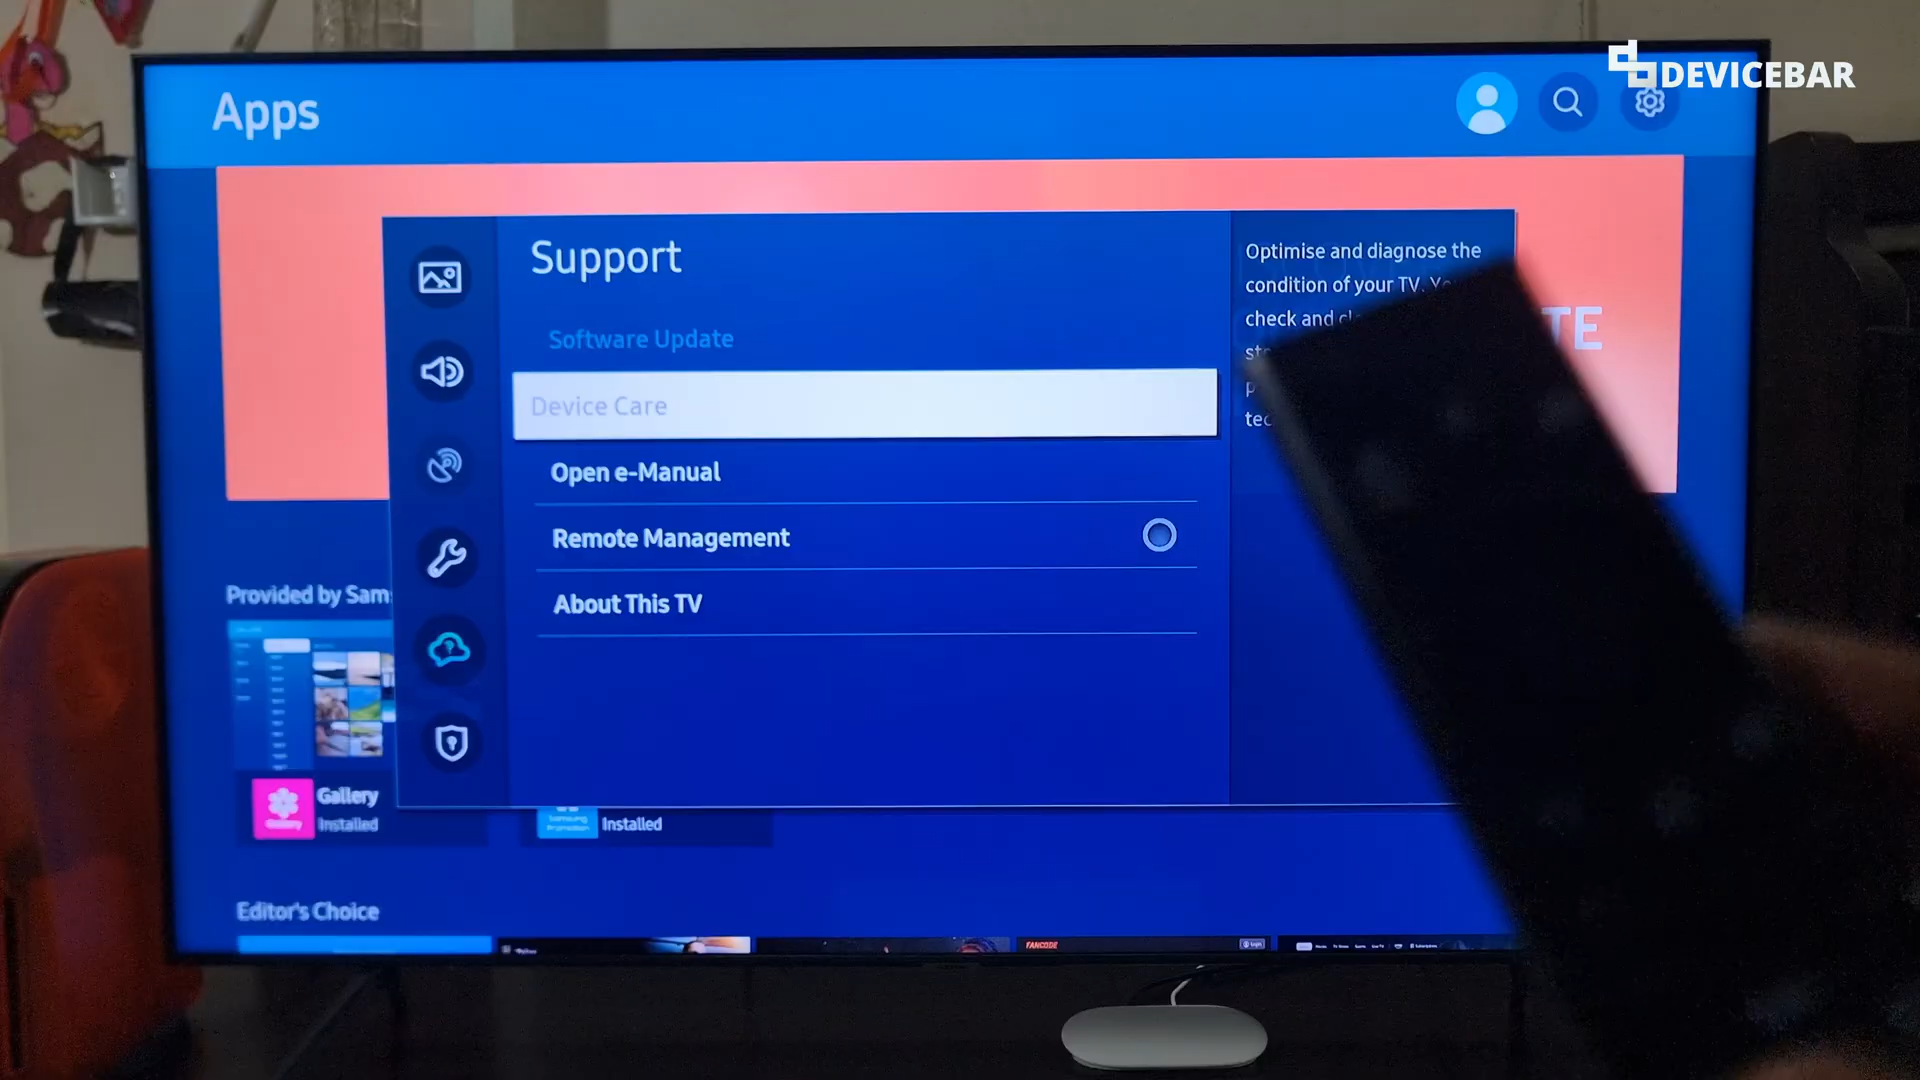 DEVICEBAR
Apps
Support
Optimise and diagnose the
condition of your TV.
check and
TE
Software Update
Device Care
Open e-Manual
Remote Management
About This TV
Provided by Sam
Gallery
Installed
Installed
Editor's Choice
FANCODE